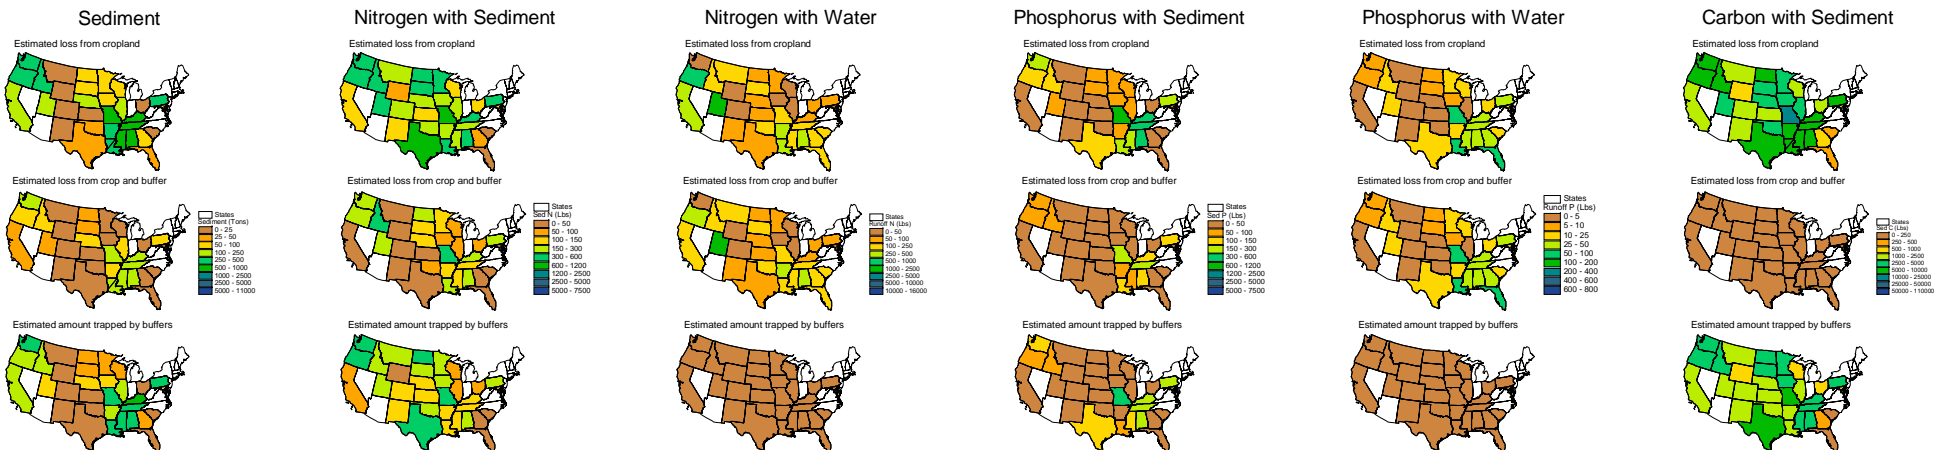 Sediment
Nitrogen with Sediment
Nitrogen with Water
Phosphorus with Sediment
Phosphorus with Water
Carbon with Sediment
Estimated loss from cropland
Estimated loss from cropland
Estimated loss from cropland
Estimated loss from cropland
Estimated loss from cropland
Estimated loss from cropland
Estimated loss from crop and buffer
Estimated loss from crop and buffer
Estimated loss from crop and buffer
Estimated loss from crop and buffer
Estimated loss from crop and buffer
Estimated loss from crop and buffer
States
Sediment (Tons)
0 - 25
25 - 50
50 - 100
100 - 250
250 - 500
500 - 1000
1000 - 2500
2500 - 5000
5000 - 11000
States
Sed N (Lbs)
0 - 50
50 - 100
100 - 150
150 - 300
300 - 600
600 - 1200
1200 - 2500
2500 - 5000
5000 - 7500
States
Runoff N (Lbs)
0 - 50
50 - 100
100 - 250
250 - 500
500 - 1000
1000 - 2500
2500 - 5000
5000 - 10000
10000 - 16000
States
Sed P (Lbs)
0 - 50
50 - 100
100 - 150
150 - 300
300 - 600
600 - 1200
1200 - 2500
2500 - 5000
5000 - 7500
States
Runoff P (Lbs)
0 - 5
5 - 10
10 - 25
25 - 50
50 - 100
100 - 200
200 - 400
400 - 600
600 - 800
States
Sed C (Lbs)
0 - 250
250 - 500
500 - 1000
1000 - 2500
2500 - 5000
5000 - 10000
10000 - 25000
25000 - 50000
50000 - 110000
Estimated amount trapped by buffers
Estimated amount trapped by buffers
Estimated amount trapped by buffers
Estimated amount trapped by buffers
Estimated amount trapped by buffers
Estimated amount trapped by buffers